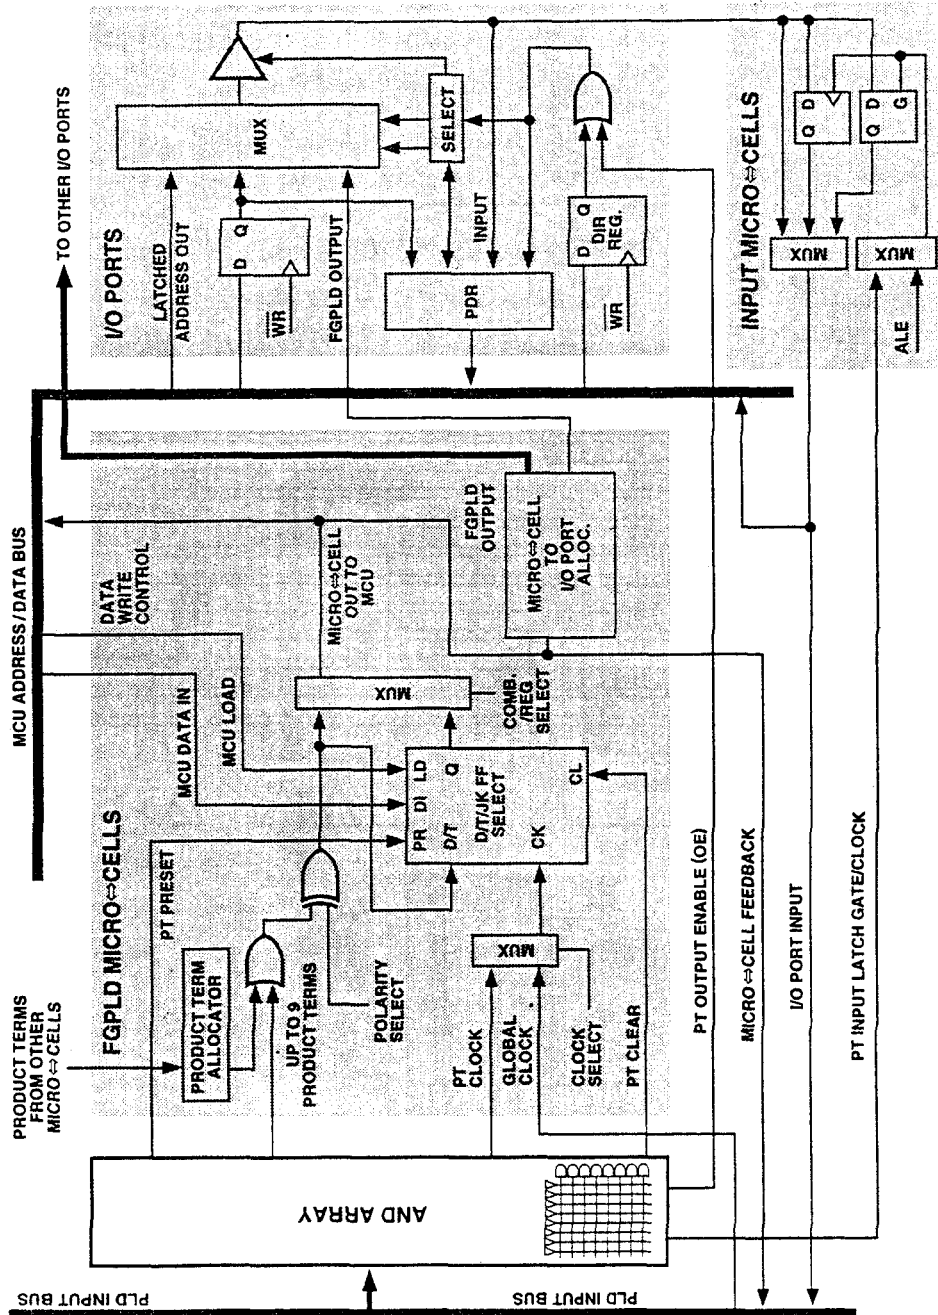 PRODUCT TERMS
FROM OTHER
MICRO⇔CELLS
MCU ADDRESS / DATA BUS
TO OTHER I/O PORTS
FGPLD MICRO⇔CELLS
PT PRESET
MCU DATA IN
MCU LOAD
DATA
WRITE
CONTROL
PRODUCT TERM
ALLOCATOR
UP TO 9
PRODUCT TERMS
POLARITY
SELECT
PR DI LD
D/T Q
D/T/JK FF
SELECT
CK
CL
MUX
COMB.
/REG
SELECT
MICRO⇔CELL
OUT TO
MCU
FGPLD
OUTPUT
MICRO⇔CELL
TO
I/O PORT
ALLOC.
PT
CLOCK
GLOBAL
CLOCK
MUX
CLOCK
SELECT
PT CLEAR
AND ARRAY
PLD INPUT BUS
PLD INPUT BUS
I/O PORTS
LATCHED
ADDRESS OUT
D Q
WR
FGPLD OUTPUT
MUX
SELECT
PDR
INPUT
D Q
DIR
REG.
WR
INPUT MICRO⇔CELLS
MUX
Q D
Q D
G
MUX
ALE
PT OUTPUT ENABLE (OE)
MICRO⇔CELL FEEDBACK
I/O PORT INPUT
PT INPUT LATCH GATE/CLOCK